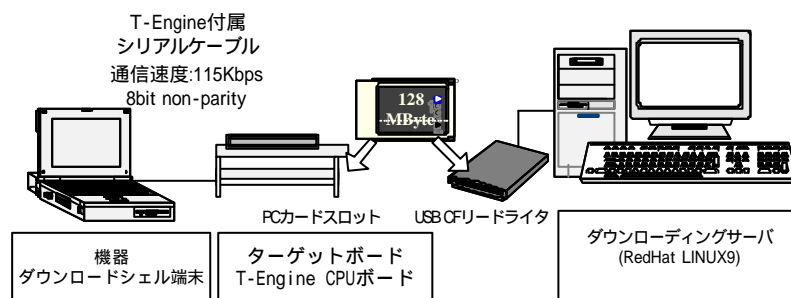 T-Engine付属
シリアルケーブル
通信速度:115Kbps
8bit non-parity
128
MByte
PCカードスロット
USB CFリードライタ
機器
ダウンロードシェル端末
ターゲットボード
T-Engine CPUボード
ダウンローディングサーバ
(RedHat LINUX9)